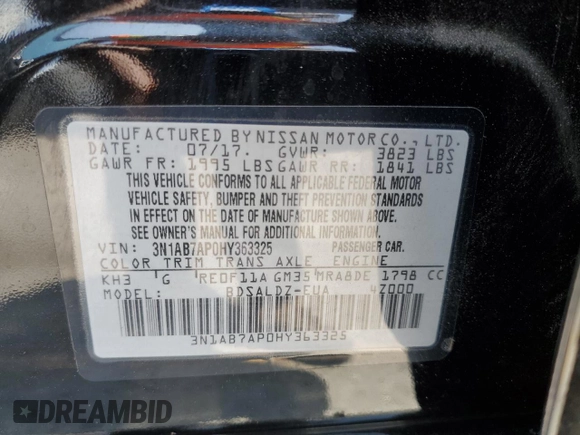 MANUFACTURED BY NISSAN MOTOR CO., LTD.
DATE: 07/17. GVWR: 3823 LBS
GAWR FR: 1995 LBS GAWR RR: 1841 LBS
THIS VEHICLE CONFORMS TO ALL APPLICABLE FEDERAL MOTOR
VEHICLE SAFETY, BUMPER, AND THEFT PREVENTION STANDARDS
IN EFFECT ON THE DATE OF MANUFACTURE SHOWN ABOVE.
SEE OWNER'S MANUAL FOR ADDITIONAL INFORMATION
VIN: 3N1AB7AP0HY363325 PASSENGER CAR.
COLOR TRIM TRANS AXLE ENGINE
KH3 G RE0F11A GM35 MRA8DE 1798 CC
MODEL: BDSALDZ-EUA 4Z000
3N1AB7AP0HY363325
DREAMBID